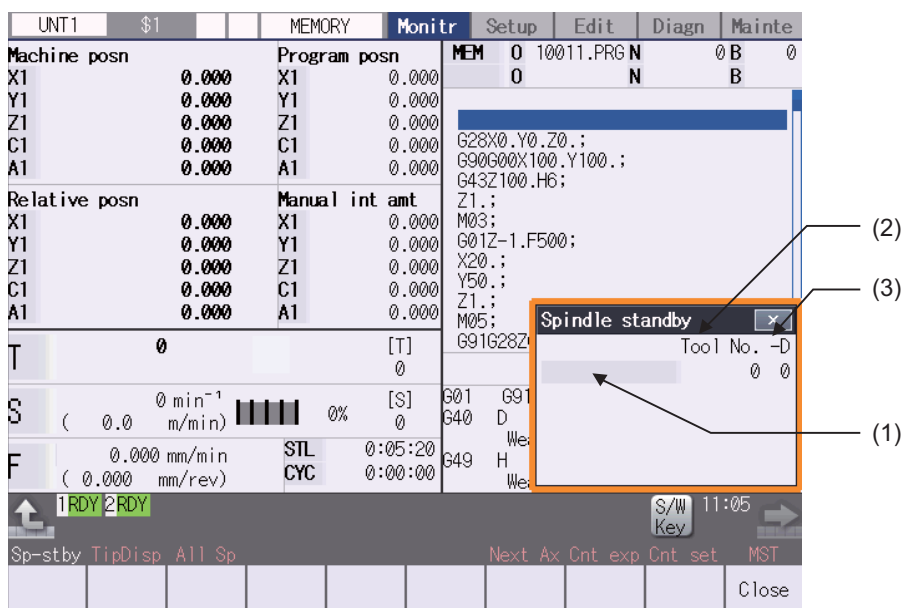 UNT1 $1 MEMORY Monitr Setup Edit Diagn Mainte
Machine posn
X1 0.000
Y1 0.000
Z1 0.000
C1 0.000
A1 0.000
Program posn
X1 0.000
Y1 0.000
Z1 0.000
C1 0.000
A1 0.000
Relative posn
X1 0.000
Y1 0.000
Z1 0.000
C1 0.000
A1 0.000
Manual int amt
X1 0.000
Y1 0.000
Z1 0.000
C1 0.000
A1 0.000
T 0 [T]
0
S 0 min⁻¹ [S]
( 0.0 m/min) 0% 0
F 0.000 mm/min
( 0.000 mm/rev)
STL 0:05:20
CYC 0:00:00
MEM O 10011.PRG N 0 B 0
O N B
G28X0.Y0.Z0.;
G90G00X100.Y100.;
G43Z100.H6;
Z1.;
M03;
G01Z-1.F500;
X20.;
Y50.;
Z1.;
M05;
G91G28Z
G01 G91
G40 D
We
G49 H
We
Spindle standby ×
Tool No. -D
0 0
(2)
(3)
(1)
1RDY 2RDY
S/W Key 11:05
Sp-stby TipDisp All Sp Next Ax Cnt exp Cnt set MST
Close